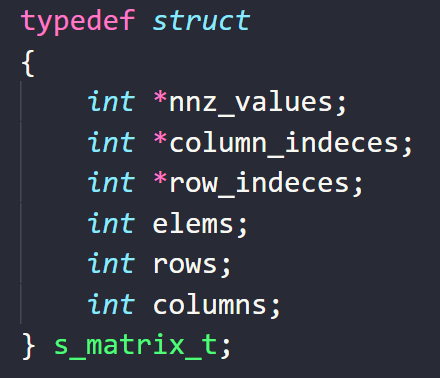 typedef struct
{
    int *nnz_values;
    int *column_indeces;
    int *row_indeces;
    int elems;
    int rows;
    int columns;
} s_matrix_t;